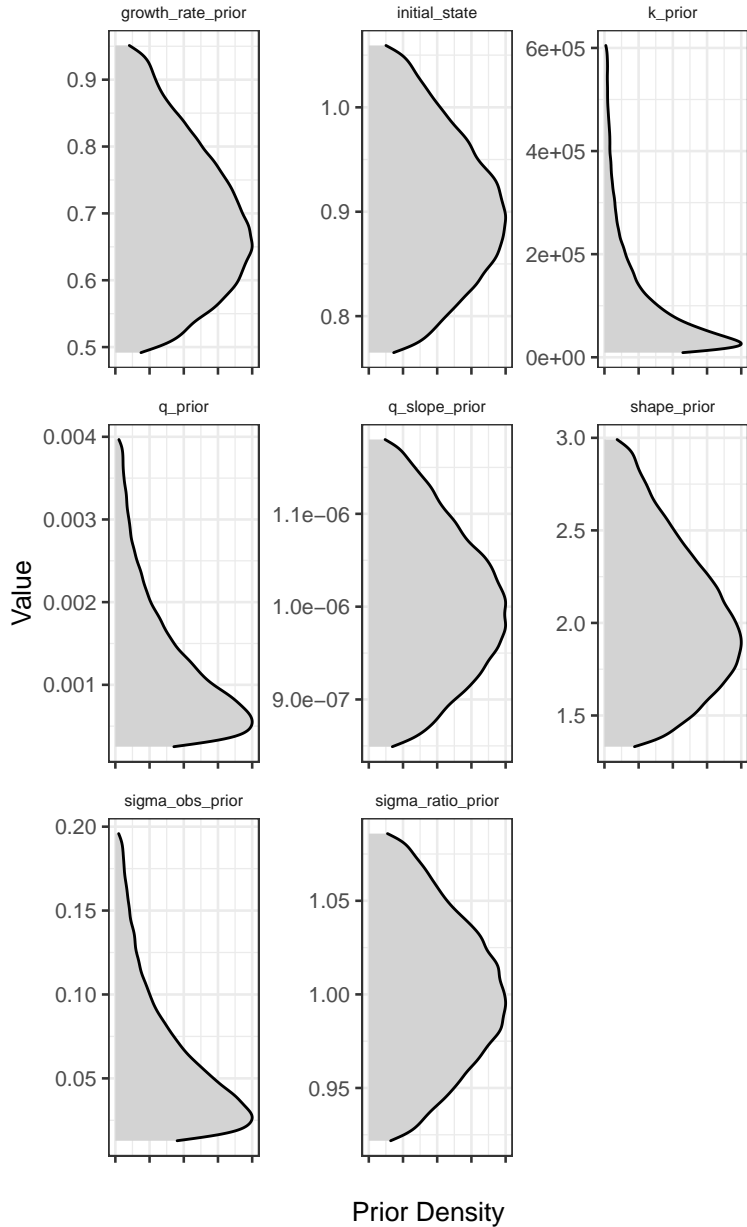 growth_rate_prior
initial_state
k_prior
0.9
0.8
0.7
0.6
0.5
1.0
0.9
0.8
6e+05
4e+05
2e+05
0e+00
q_prior
q_slope_prior
shape_prior
0.004
0.003
0.002
0.001
1.1e−06
1.0e−06
9.0e−07
3.0
2.5
2.0
1.5
Value
sigma_obs_prior
sigma_ratio_prior
0.20
0.15
0.10
0.05
1.05
1.00
0.95
Prior Density